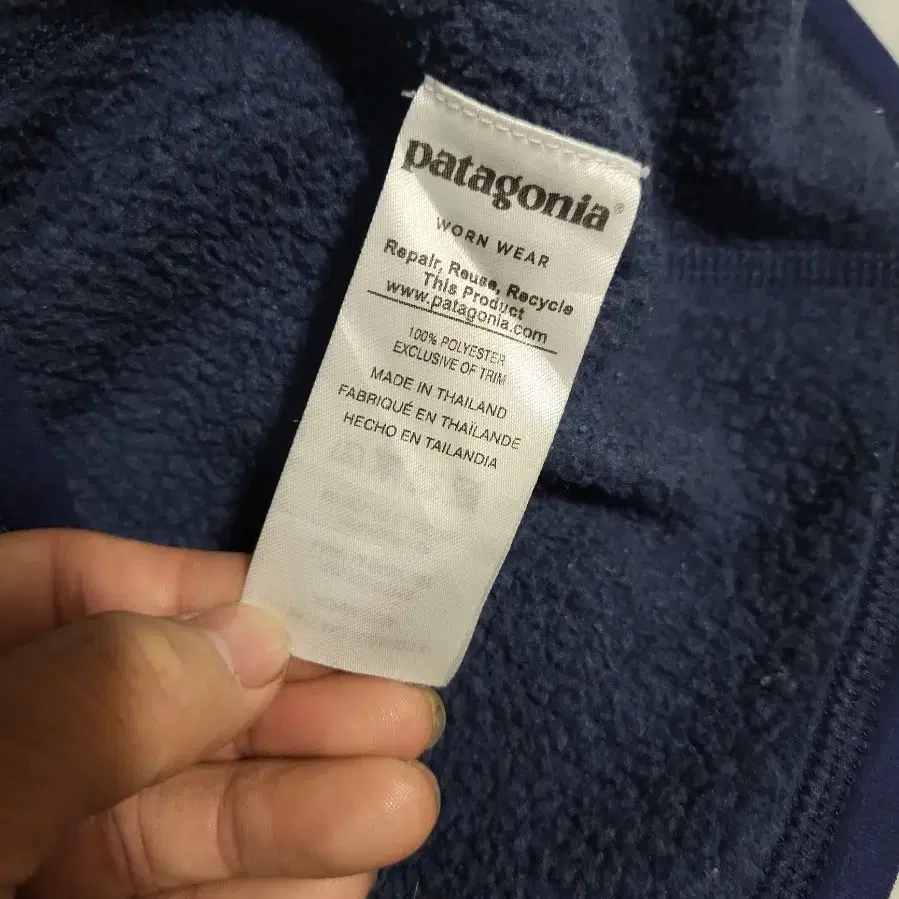 patagonia®
WORN WEAR
Repair, Reuse, Recycle
This Product
www.patagonia.com
100% POLYESTER
EXCLUSIVE OF TRIM
MADE IN THAILAND
FABRIQUÉ EN THAÏLANDE
HECHO EN TAILANDIA